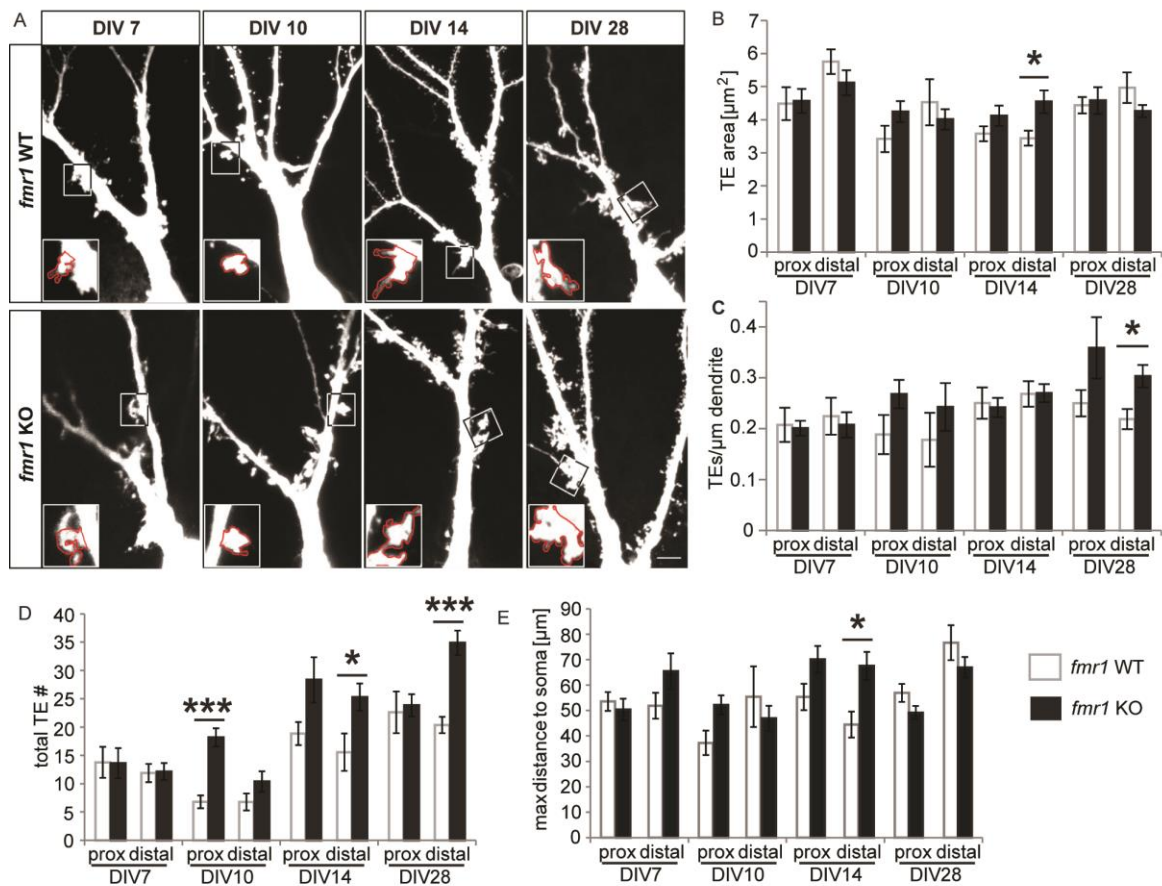 A
DIV 7
DIV 10
DIV 14
DIV 28
fmr1 WT
fmr1 KO
B
TE area [µm²]
7
6
5
4
3
2
1
0
prox distal prox distal prox distal prox distal
DIV7 DIV10 DIV14 DIV28
*
C
TEs/µm dendrite
0.4
0.3
0.2
0.1
0
prox distal prox distal prox distal prox distal
DIV7 DIV10 DIV14 DIV28
*
D
total TE #
40
35
30
25
20
15
10
5
0
prox distal prox distal prox distal prox distal
DIV7 DIV10 DIV14 DIV28
***
*
***
E
max distance to soma [µm]
90
80
70
60
50
40
30
20
10
0
prox distal prox distal prox distal prox distal
DIV7 DIV10 DIV14 DIV28
*
fmr1 WT
fmr1 KO